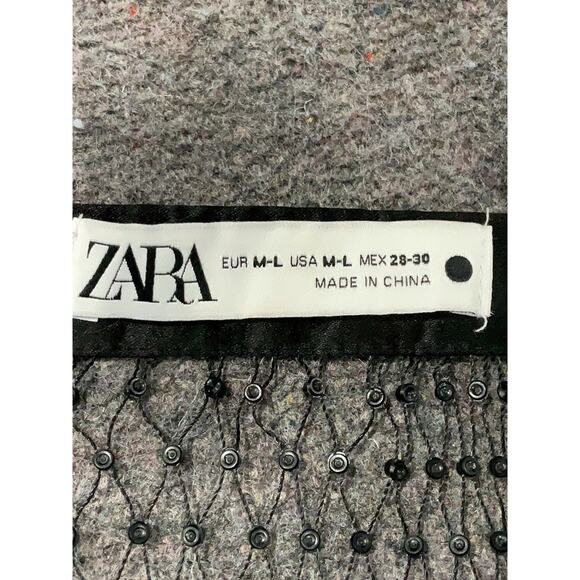 ZARA
EUR M-L USA M-L MEX 28-30
MADE IN CHINA